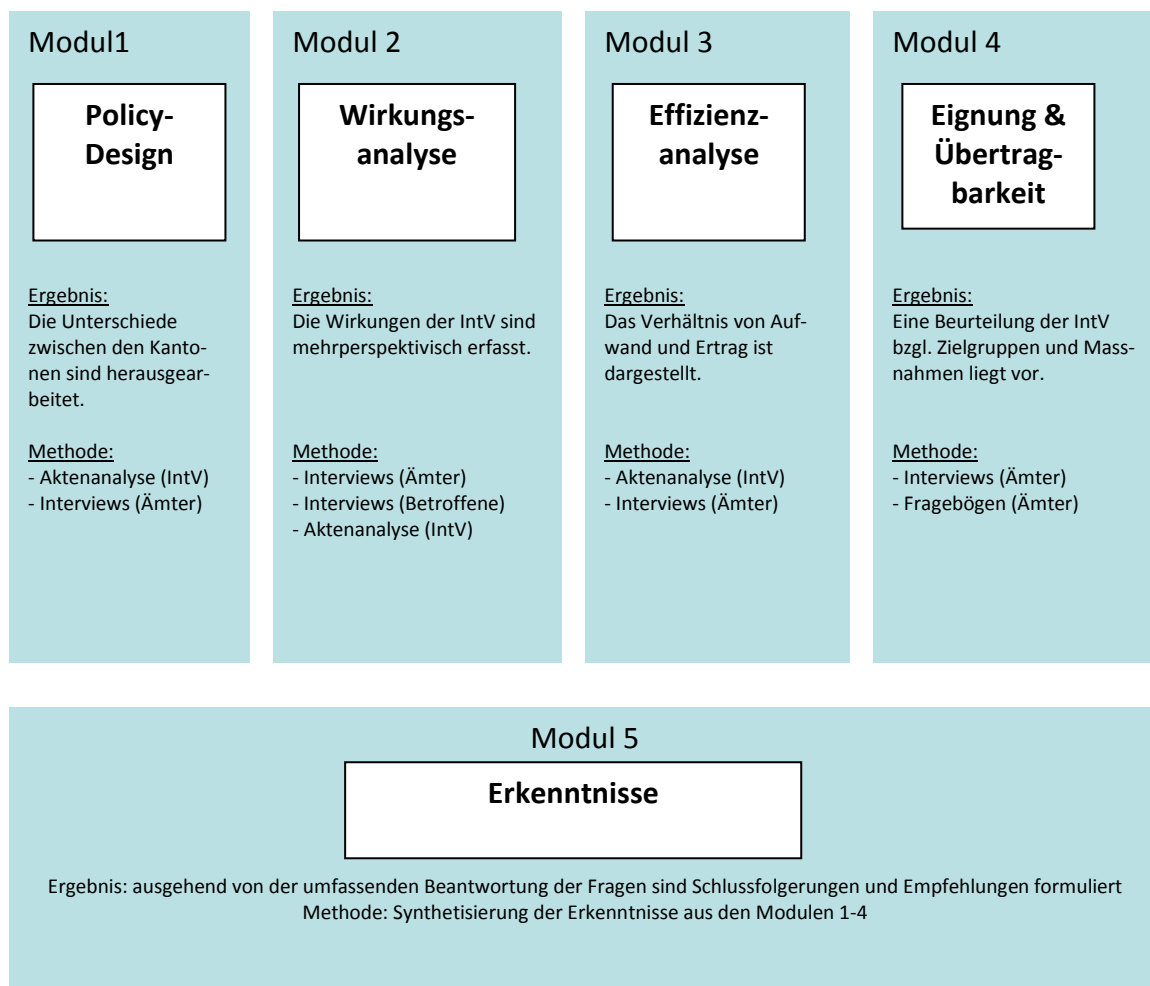 Modul1
Policy-
Design
Ergebnis:
Die Unterschiede
zwischen den Kanto-
nen sind herausgear-
beitet.
Methode:
- Aktenanalyse (IntV)
- Interviews (Ämter)
Modul 2
Wirkungs-
analyse
Ergebnis:
Die Wirkungen der IntV sind
mehrperspektivisch erfasst.
Methode:
- Interviews (Ämter)
- Interviews (Betroffene)
- Aktenanalyse (IntV)
Modul 3
Effizienz-
analyse
Ergebnis:
Das Verhältnis von Auf-
wand und Ertrag ist
dargestellt.
Methode:
- Aktenanalyse (IntV)
- Interviews (Ämter)
Modul 4
Eignung &
Übertrag-
barkeit
Ergebnis:
Eine Beurteilung der IntV
bzgl. Zielgruppen und Mass-
nahmen liegt vor.
Methode:
- Interviews (Ämter)
- Fragebögen (Ämter)
Modul 5
Erkenntnisse
Ergebnis: ausgehend von der umfassenden Beantwortung der Fragen sind Schlussfolgerungen und Empfehlungen formuliert
Methode: Synthetisierung der Erkenntnisse aus den Modulen 1-4